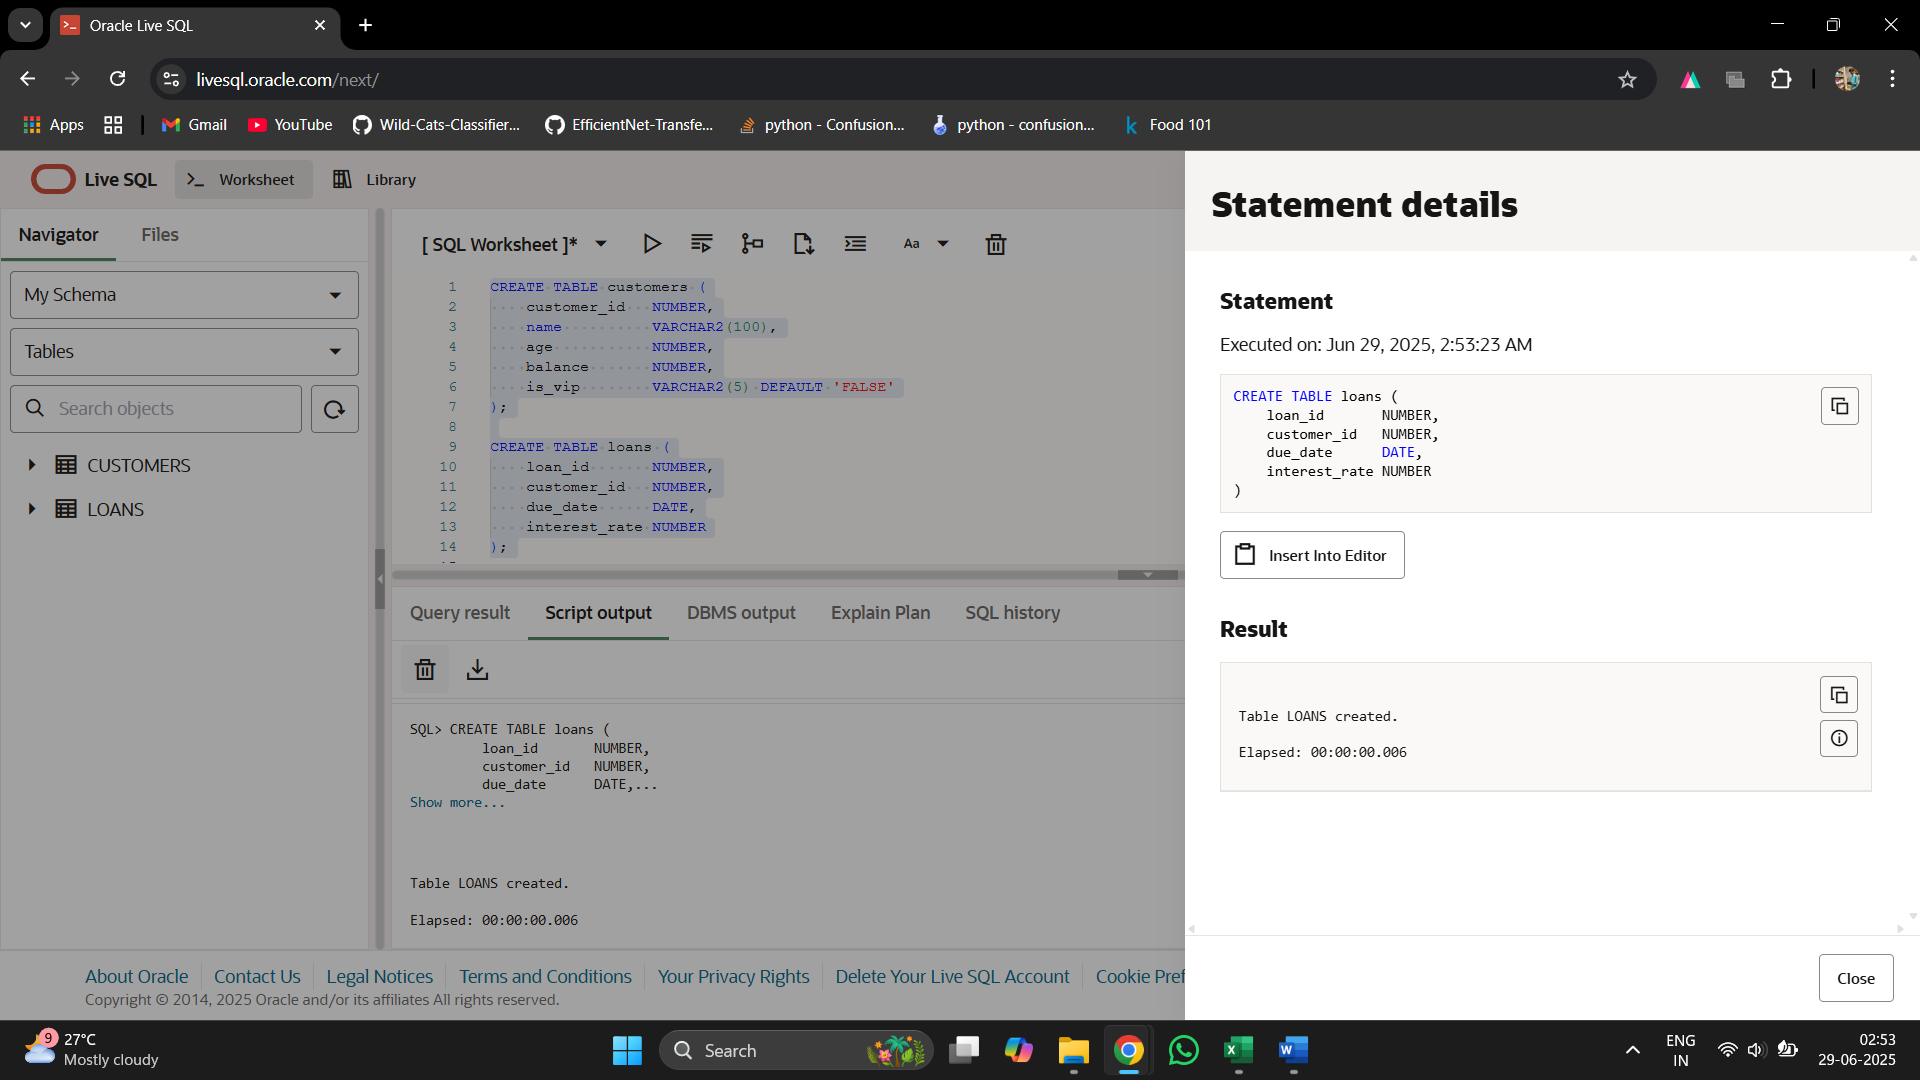 Oracle Live SQL
livesql.oracle.com/next/
Apps
Gmail
YouTube
Wild-Cats-Classifier...
EfficientNet-Transfe...
python - Confusion...
python - confusion...
Food 101
Live SQL
Worksheet
Library
Navigator
Files
My Schema
Tables
Search objects
CUSTOMERS
LOANS
[ SQL Worksheet ]*
Aa
1 CREATE TABLE customers (
2 customer_id NUMBER,
3 name VARCHAR2(100),
4 age NUMBER,
5 balance NUMBER,
6 is_vip VARCHAR2(5) DEFAULT 'FALSE'
7 );
8
9 CREATE TABLE loans (
10 loan_id NUMBER,
11 customer_id NUMBER,
12 due_date DATE,
13 interest_rate NUMBER
14 );
Query result
Script output
DBMS output
Explain Plan
SQL history
SQL> CREATE TABLE loans (
loan_id NUMBER,
customer_id NUMBER,
due_date DATE,...
Show more...
Table LOANS created.
Elapsed: 00:00:00.006
Statement details
Statement
Executed on: Jun 29, 2025, 2:53:23 AM
CREATE TABLE loans (
loan_id NUMBER,
customer_id NUMBER,
due_date DATE,
interest_rate NUMBER
)
Insert Into Editor
Result
Table LOANS created.
Elapsed: 00:00:00.006
Close
About Oracle
Contact Us
Legal Notices
Terms and Conditions
Your Privacy Rights
Delete Your Live SQL Account
Cookie Pref
Copyright © 2014, 2025 Oracle and/or its affiliates All rights reserved.
9
27°C
Mostly cloudy
Search
ENG
IN
02:53
29-06-2025